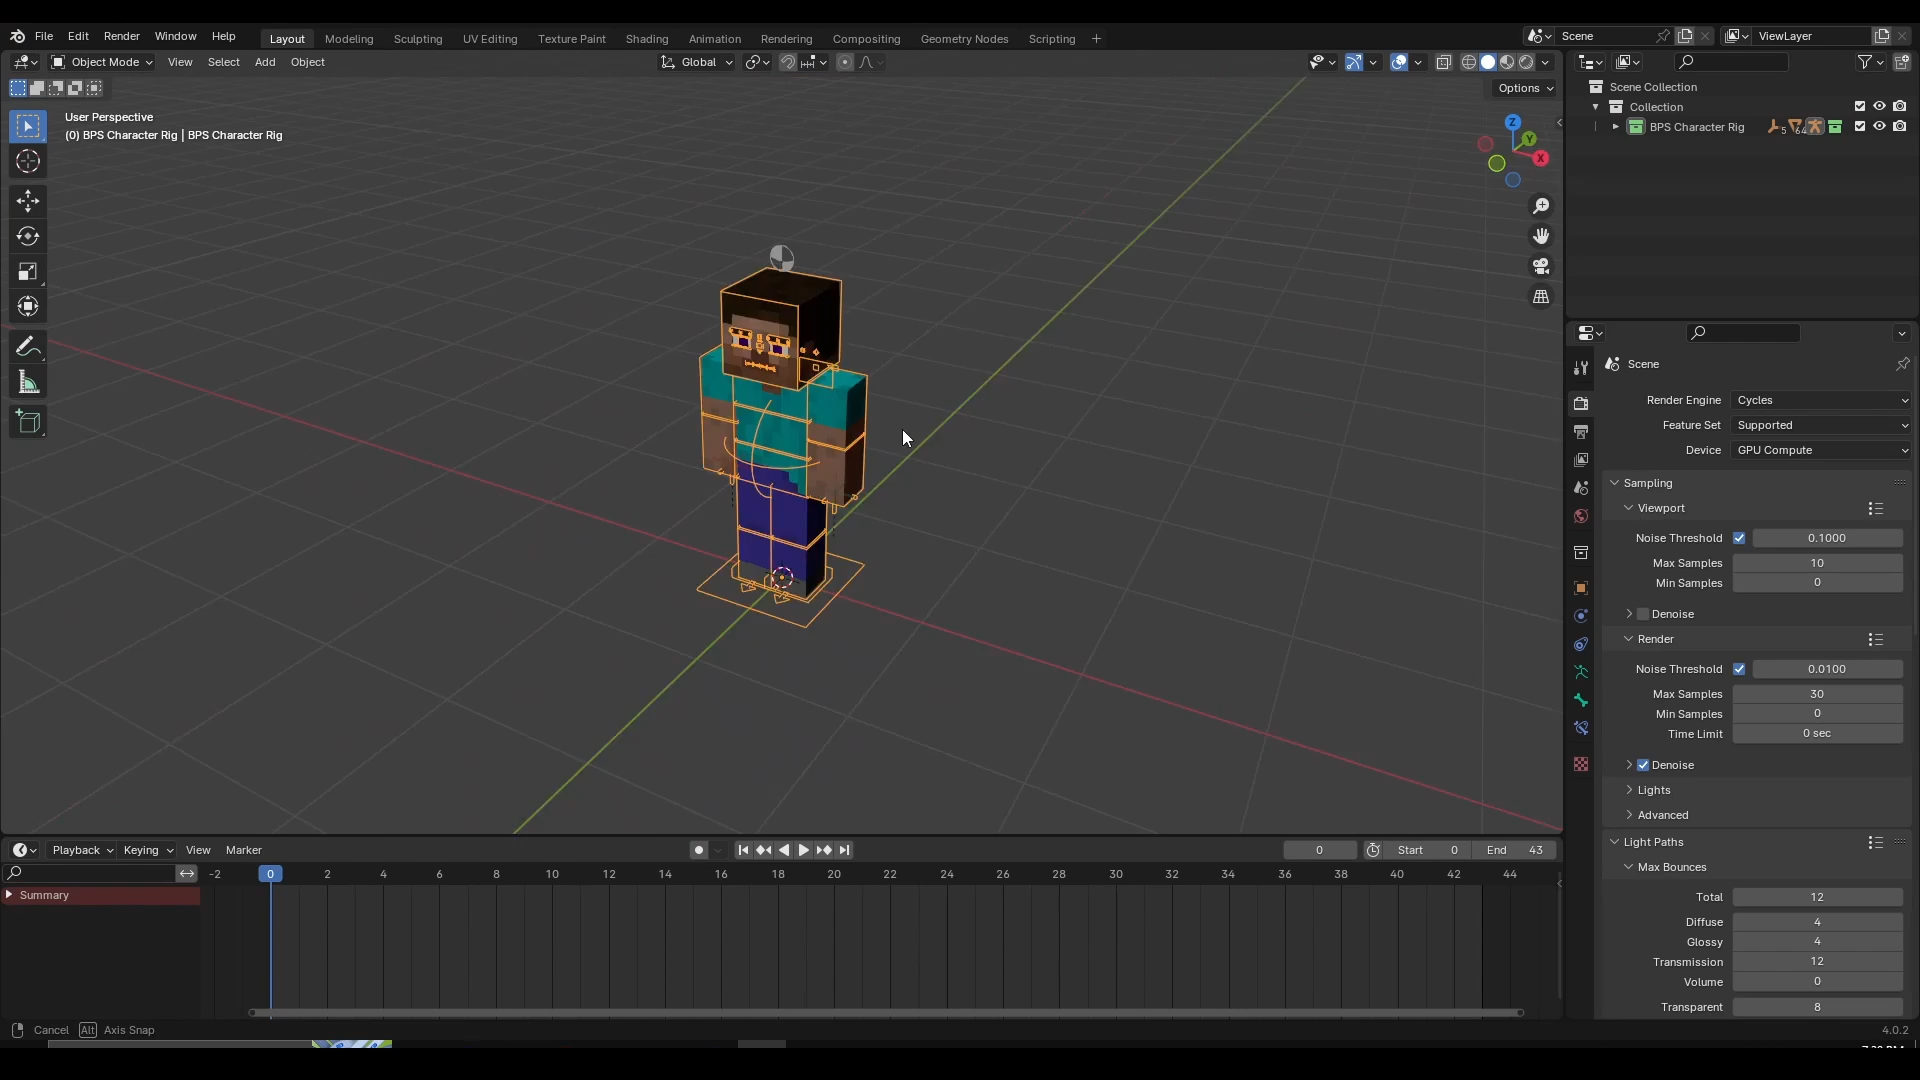 File Edit Render Window Help Layout Modeling Sculpting UV Editing Texture Paint Shading Animation Rendering Compositing Geometry Nodes Scripting + Scene ViewLayer
Object Mode View Select Add Object Global
Options
User Perspective
(0) BPS Character Rig | BPS Character Rig
Z
Y
X
Scene Collection
Collection
BPS Character Rig 5 64
Scene
Render Engine Cycles
Feature Set Supported
Device GPU Compute
Sampling
Viewport
Noise Threshold 0.1000
Max Samples 10
Min Samples 0
Denoise
Render
Noise Threshold 0.0100
Max Samples 30
Min Samples 0
Time Limit 0 sec
Denoise
Lights
Advanced
Light Paths
Max Bounces
Total 12
Diffuse 4
Glossy 4
Transmission 12
Volume 0
Transparent 8
Playback Keying View Marker 0 Start 0 End 43
-2 0 2 4 6 8 10 12 14 16 18 20 22 24 26 28 30 32 34 36 38 40 42 44
Summary
Cancel Alt Axis Snap 4.0.2